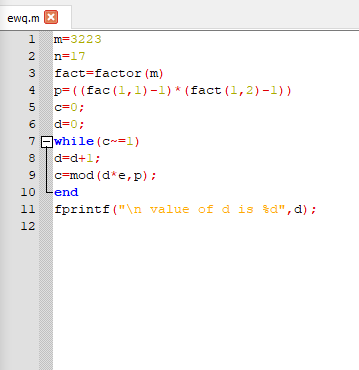 ewq.m
1 m=3223
2 n=17
3 fact=factor(m)
4 p=((fac(1,1)-1)*(fact(1,2)-1))
5 c=0;
6 d=0;
7 while(c~=1)
8 d=d+1;
9 c=mod(d*e,p);
10 end
11 fprintf("\n value of d is %d",d);
12